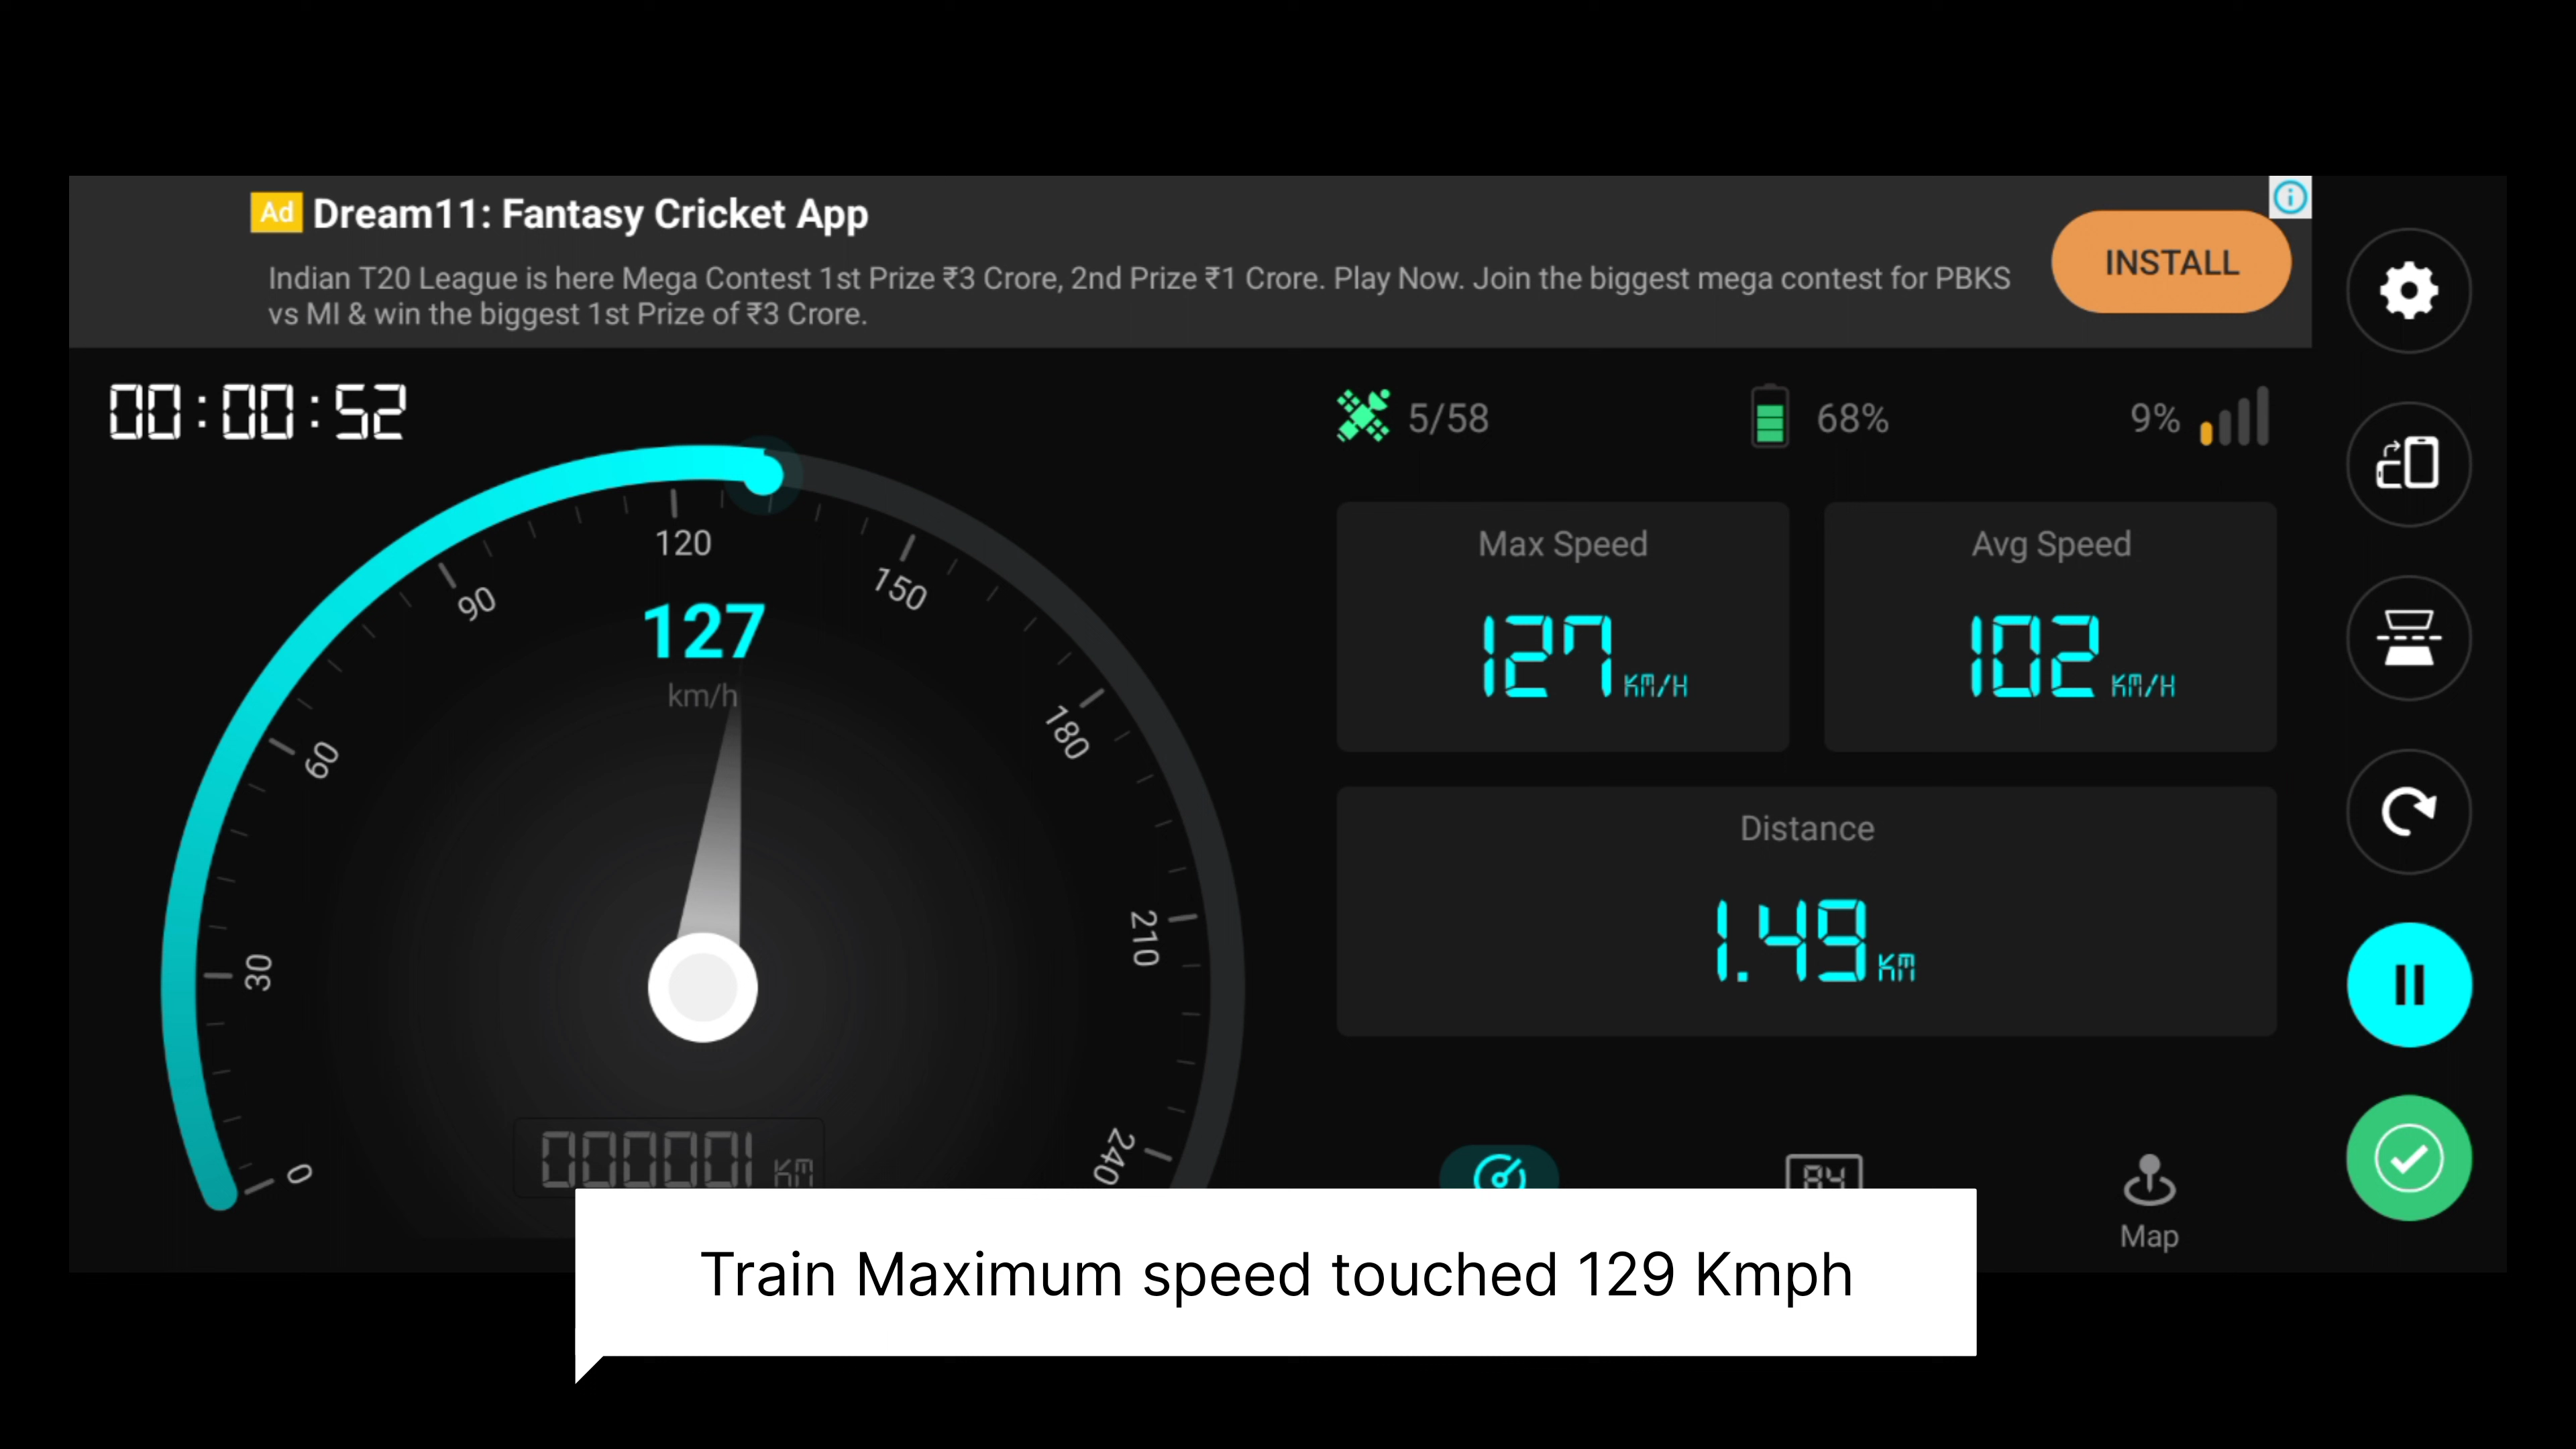 Ad Dream11: Fantasy Cricket App
Indian T20 League is here Mega Contest 1st Prize ₹3 Crore, 2nd Prize ₹1 Crore. Play Now. Join the biggest mega contest for PBKS
vs MI & win the biggest 1st Prize of ₹3 Crore.
INSTALL
00:00:52
5/58
68%
9%
0
30
60
90
120
150
180
210
240
127
km/h
000001 KM
Max Speed
127 KM/H
Avg Speed
102 KM/H
Distance
1.49 KM
84
Map
Train Maximum speed touched 129 Kmph